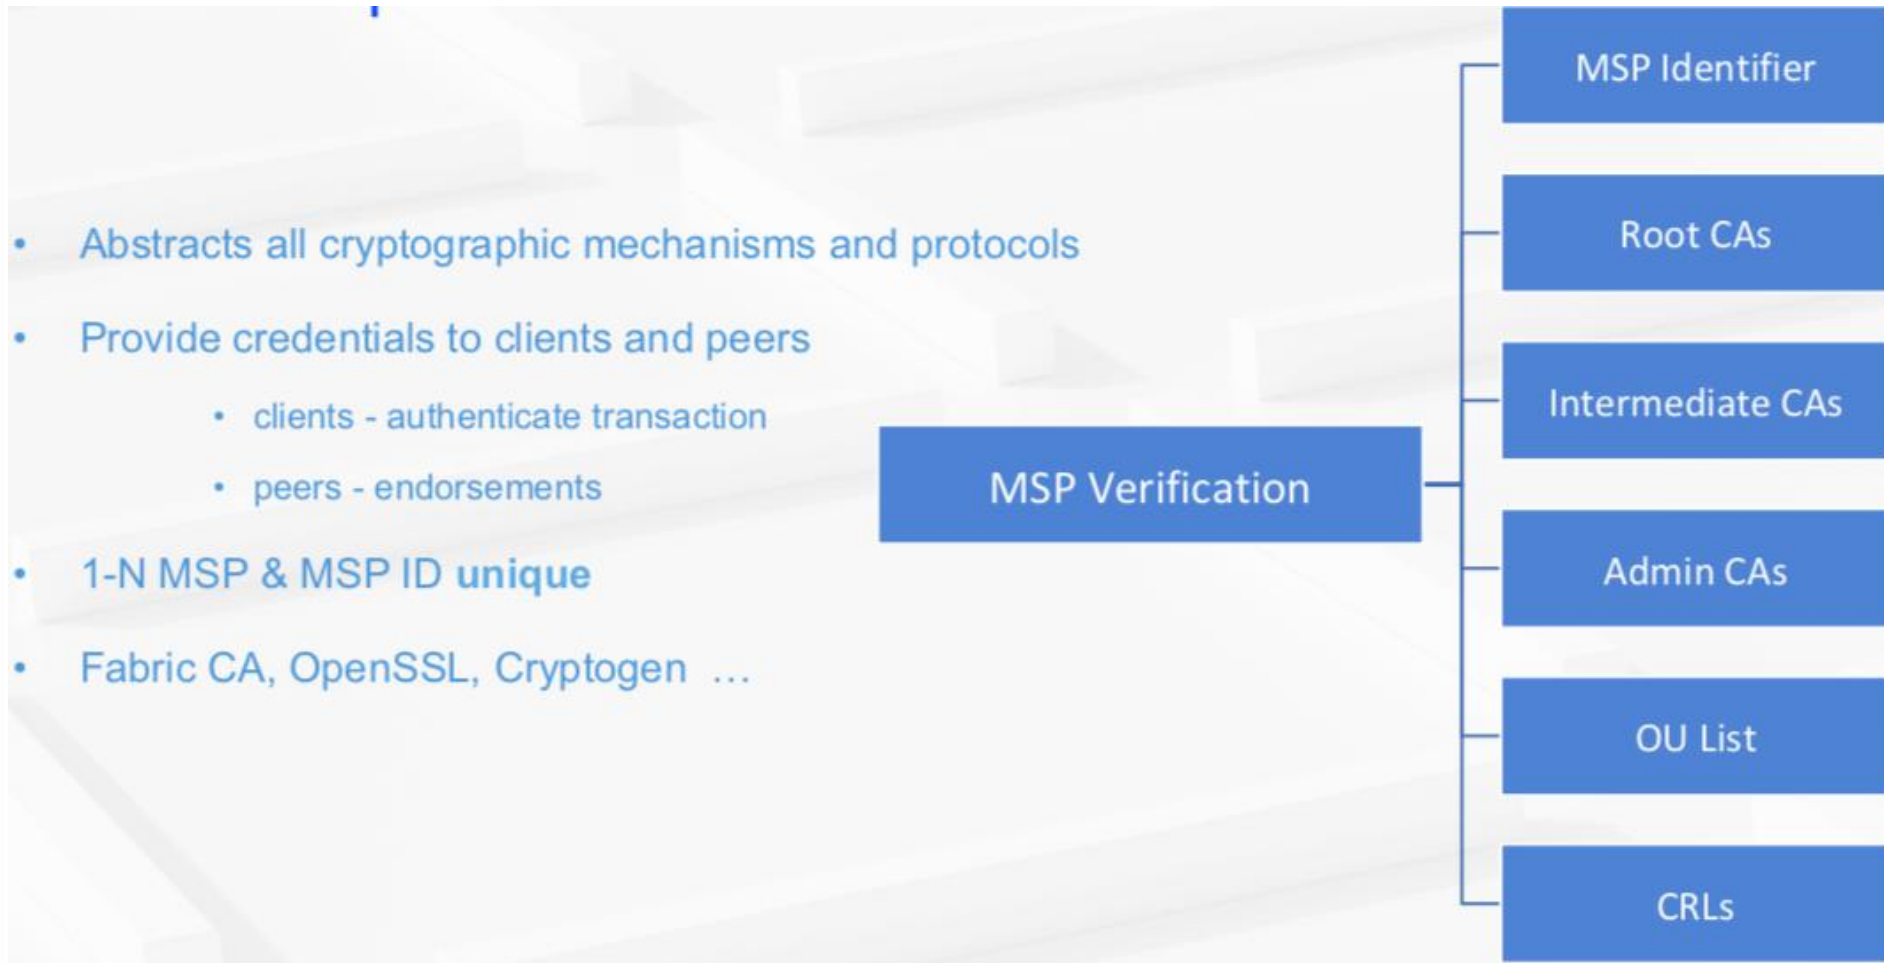 • Abstracts all cryptographic mechanisms and protocols
• Provide credentials to clients and peers
• clients - authenticate transaction
• peers - endorsements
• 1-N MSP & MSP ID unique
• Fabric CA, OpenSSL, Cryptogen …
MSP Verification
MSP Identifier
Root CAs
Intermediate CAs
Admin CAs
OU List
CRLs